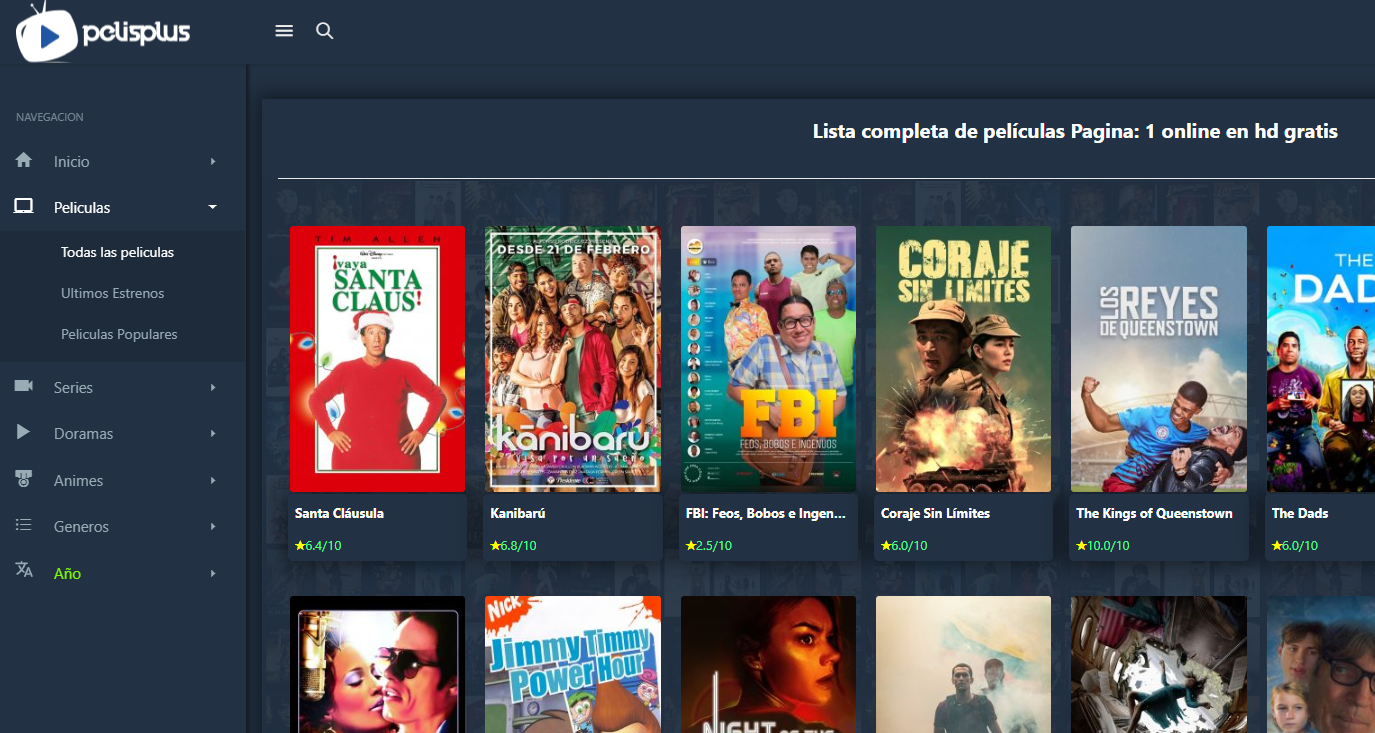 pelisplus
NAVEGACION
Inicio
Peliculas
Todas las peliculas
Ultimos Estrenos
Peliculas Populares
Series
Doramas
Animes
Generos
Año
Lista completa de películas Pagina: 1 online en hd gratis
TIM ALLEN
¡vaya
SANTA
CLAUS!
DESDE 21 DE FEBRERO
kanibarú
FBI
FEOS, BOBOS E INGENUOS
CORAJE
SIN LÍMITES
LOS
REYES
DE QUEENSTOWN
THE
DAD
Santa Cláusula
Kanibarú
FBI: Feos, Bobos e Ingen...
Coraje Sin Límites
The Kings of Queenstown
The Dads
★6.4/10
★6.8/10
★2.5/10
★6.0/10
★10.0/10
★6.0/10
NICK
Jimmy Timmy
Power Hour
NIGHT OF THE